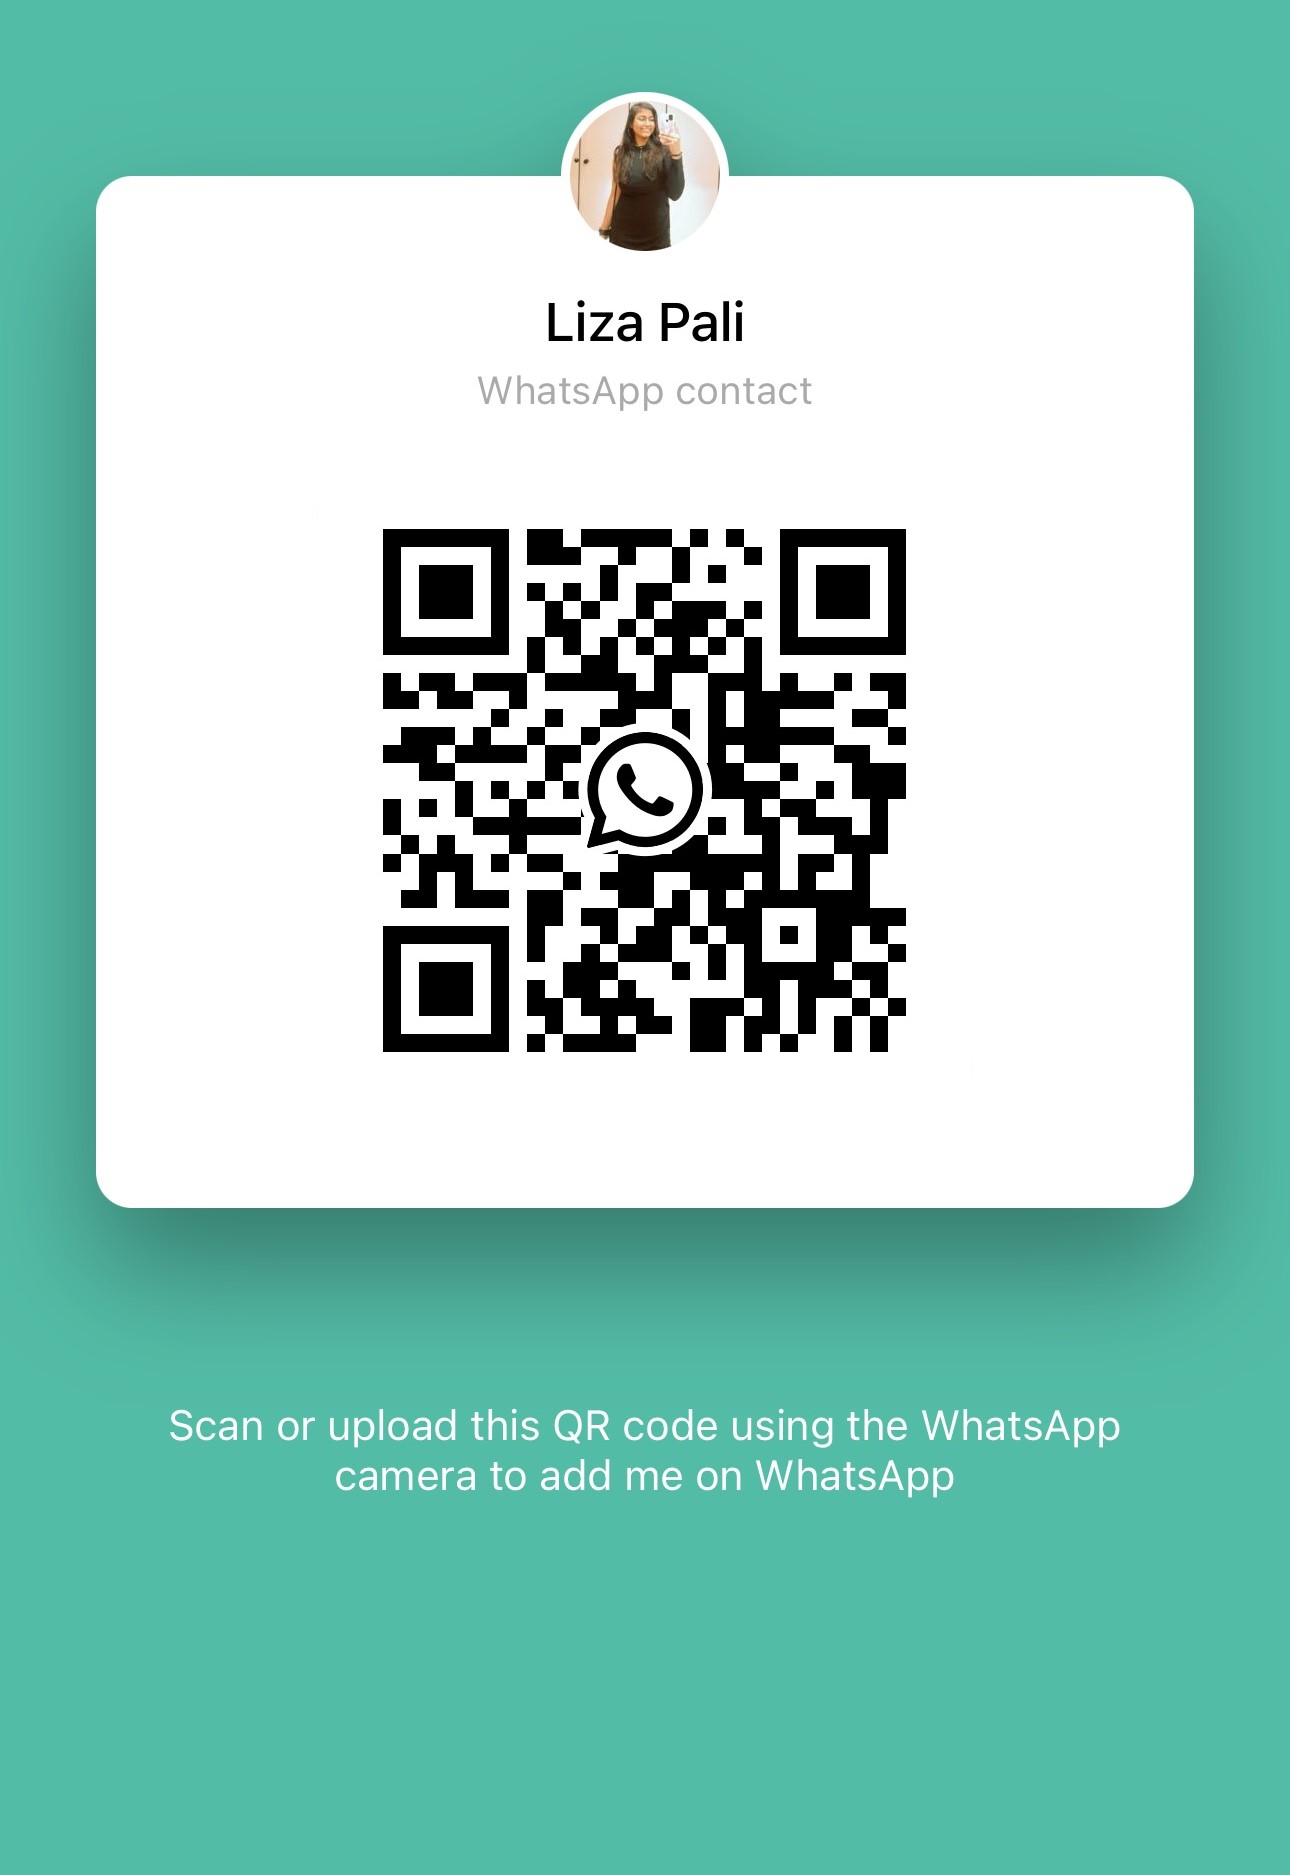 Liza Pali
WhatsApp contact
Scan or upload this QR code using the WhatsApp
camera to add me on WhatsApp